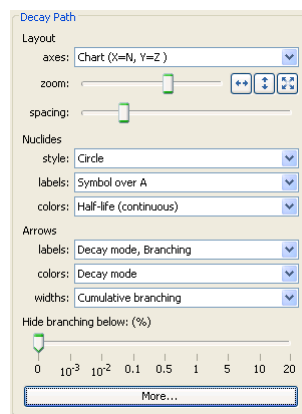 Decay Path
Layout
axes: Chart (X=N, Y=Z )
zoom:
spacing:
Nuclides
style: Circle
labels: Symbol over A
colors: Half-life (continuous)
Arrows
labels: Decay mode, Branching
colors: Decay mode
widths: Cumulative branching
Hide branching below: (%)
0 10⁻³ 10⁻² 0.1 0.5 1 5 10 20
More...